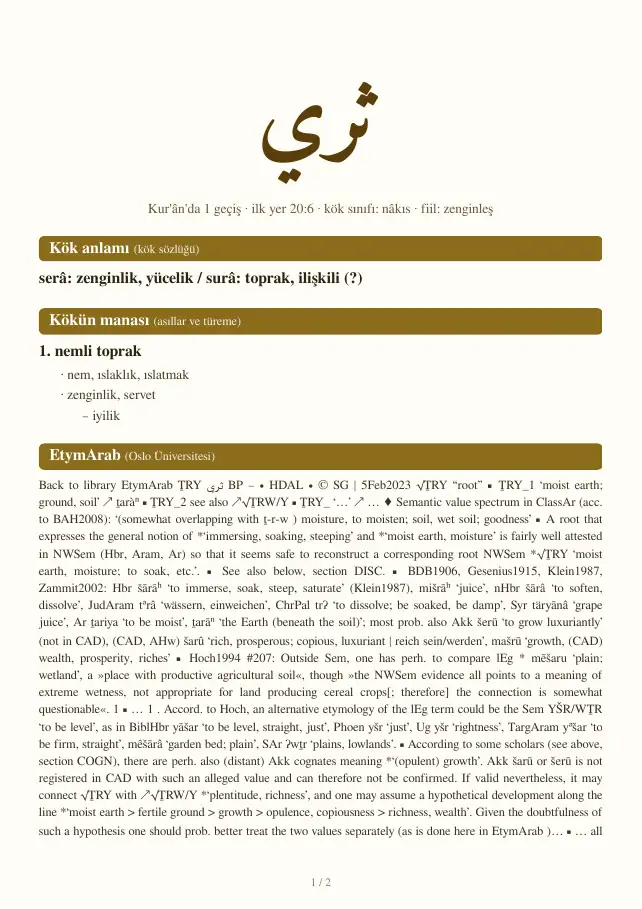 ثري
Kur'ân'da 1 geçiş · ilk yer 20:6 · kök sınıfı: nâkıs · fiil: zenginleş
Kök anlamı (kök sözlüğü)
serâ: zenginlik, yücelik / surâ: toprak, ilişkili (?)
Kökün manası (asıllar ve türeme)
1. nemli toprak
· nem, ıslaklık, ıslatmak
· zenginlik, servet
– iyilik
EtymArab (Oslo Üniversitesi)
Back to library EtymArab ṮRY ثري BP – • HDAL • © SG | 5Feb2023 √ṮRY “root” ▪ ṮRY_1 ‘moist earth;
ground, soil’ ↗ ṯaràⁿ ▪ ṮRY_2 see also ↗√ṮRW/Y ▪ ṮRY_ ‘…’ ↗ … ♦ Semantic value spectrum in ClassAr (acc.
to BAH2008): ‘(somewhat overlapping with ṯ-r-w ) moisture, to moisten; soil, wet soil; goodness’ ▪ A root that
expresses the general notion of *‘immersing, soaking, steeping’ and *‘moist earth, moisture’ is fairly well attested
in NWSem (Hbr, Aram, Ar) so that it seems safe to reconstruct a corresponding root NWSem *√ṮRY ‘moist
earth, moisture; to soak, etc.’. ▪ See also below, section DISC. ▪ BDB1906, Gesenius1915, Klein1987,
Zammit2002: Hbr šārāʰ ‘to immerse, soak, steep, saturate’ (Klein1987), mišrāʰ ‘juice’, nHbr šārâ ‘to soften,
dissolve’, JudAram tᵊrâ ‘wässern, einweichen’, ChrPal trʔ ‘to dissolve; be soaked, be damp’, Syr täryānâ ‘grape
juice’, Ar ṯariya ‘to be moist’, ṯaràⁿ ‘the Earth (beneath the soil)’; most prob. also Akk šerū ‘to grow luxuriantly’
(not in CAD), (CAD, AHw) šarû ‘rich, prosperous; copious, luxuriant | reich sein/werden’, mašrû ‘growth, (CAD)
wealth, prosperity, riches’ ▪ Hoch1994 #207: Outside Sem, one has perh. to compare lEg * mēšaru ‘plain;
wetland’, a »place with productive agricultural soil«, though »the NWSem evidence all points to a meaning of
extreme wetness, not appropriate for land producing cereal crops[; therefore] the connection is somewhat
questionable«. 1 ▪ … 1 . Accord. to Hoch, an alternative etymology of the lEg term could be the Sem YŠR/WṮR
‘to be level’, as in BiblHbr yāšar ‘to be level, straight, just’, Phoen yšr ‘just’, Ug yšr ‘rightness’, TargAram yᵊšar ‘to
be firm, straight’, mēšārâ ‘garden bed; plain’, SAr ʔwṯr ‘plains, lowlands’. ▪ According to some scholars (see above,
section COGN), there are perh. also (distant) Akk cognates meaning *‘(opulent) growth’. Akk šarū or šerū is not
registered in CAD with such an alleged value and can therefore not be confirmed. If valid nevertheless, it may
connect √ṮRY with ↗√ṮRW/Y *‘plentitude, richness’, and one may assume a hypothetical development along the
line *‘moist earth > fertile ground > growth > opulence, copiousness > richness, wealth’. Given the doubtfulness of
such a hypothesis one should prob. better treat the two values separately (as is done here in EtymArab )… ▪ … all
1 / 2